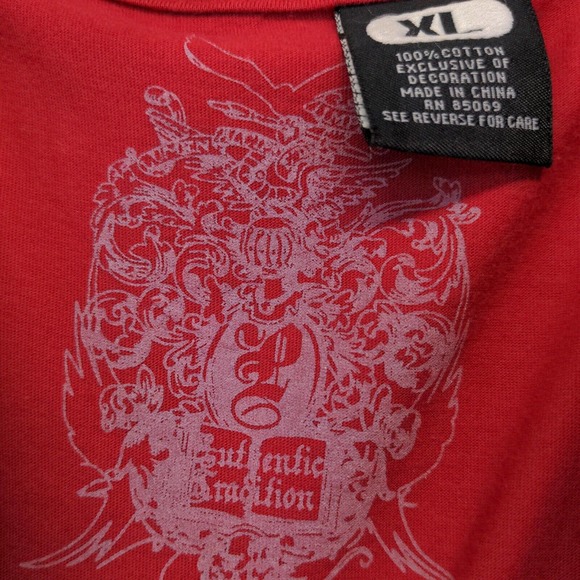 XL
100% COTTON
EXCLUSIVE OF
DECORATION
MADE IN CHINA
RN 85069
SEE REVERSE FOR CARE
Authentic
Tradition